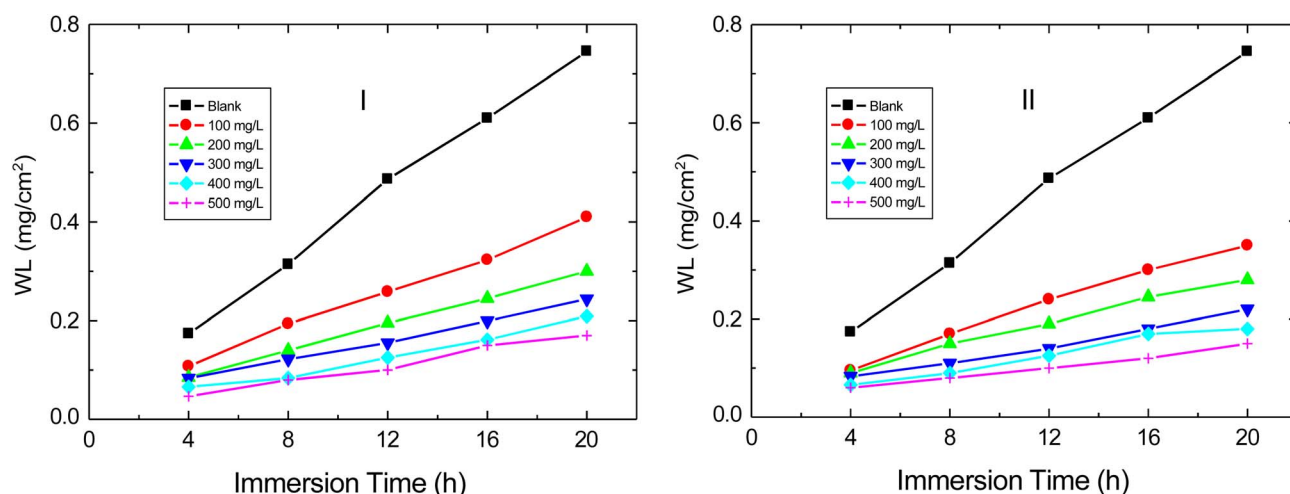 0.8
0.6
0.4
0.2
0.0
WL (mg/cm²)
I
Blank
100 mg/L
200 mg/L
300 mg/L
400 mg/L
500 mg/L
0 4 8 12 16 20
Immersion Time (h)
0.8
0.6
0.4
0.2
0.0
WL (mg/cm²)
II
Blank
100 mg/L
200 mg/L
300 mg/L
400 mg/L
500 mg/L
0 4 8 12 16 20
Immersion Time (h)